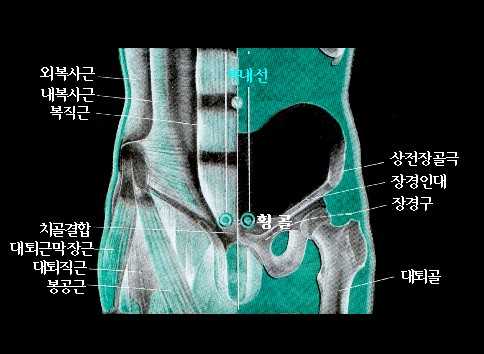 내선
외복사근
내복사근
복직근
상전장골극
장경인대
장경구
횡골
치골결합
대퇴근막장근
대퇴직근
봉공근
대퇴골